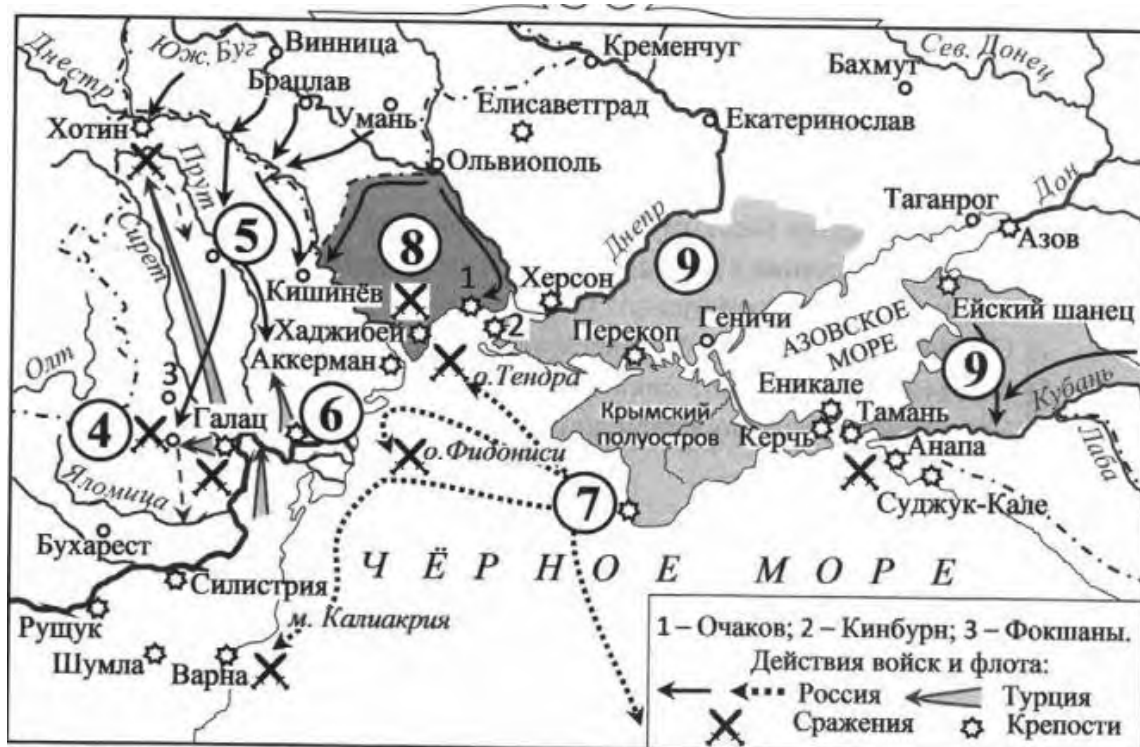 Днестр
Юж. Буг
Винница
Кременчуг
Сев. Донец
Бахмут
Брацлав
Умань
Елисаветград
Екатеринослав
Хотин
Ольвиополь
Прут
Сирет
Днепр
Таганрог
Дон
Азов
5
8
9
1
Херсон
Кишинёв
2
Перекоп
Геничи
АЗОВСКОЕ
МОРЕ
Ейский шанец
Хаджибей
Аккерман
о. Тендра
9
Олт
3
Еникале
Кубань
4
Галац
6
Крымский
полуостров
Керчь
Тамань
Анапа
Лаба
о. Фидониси
Яломица
7
Суджук-Кале
Бухарест
ЧЁРНОЕ МОРЕ
Силистрия
Рущук
м. Калиакрия
Шумла
Варна
1 – Очаков; 2 – Кинбурн; 3 – Фокшаны.
Действия войск и флота:
Россия Турция
Сражения Крепости